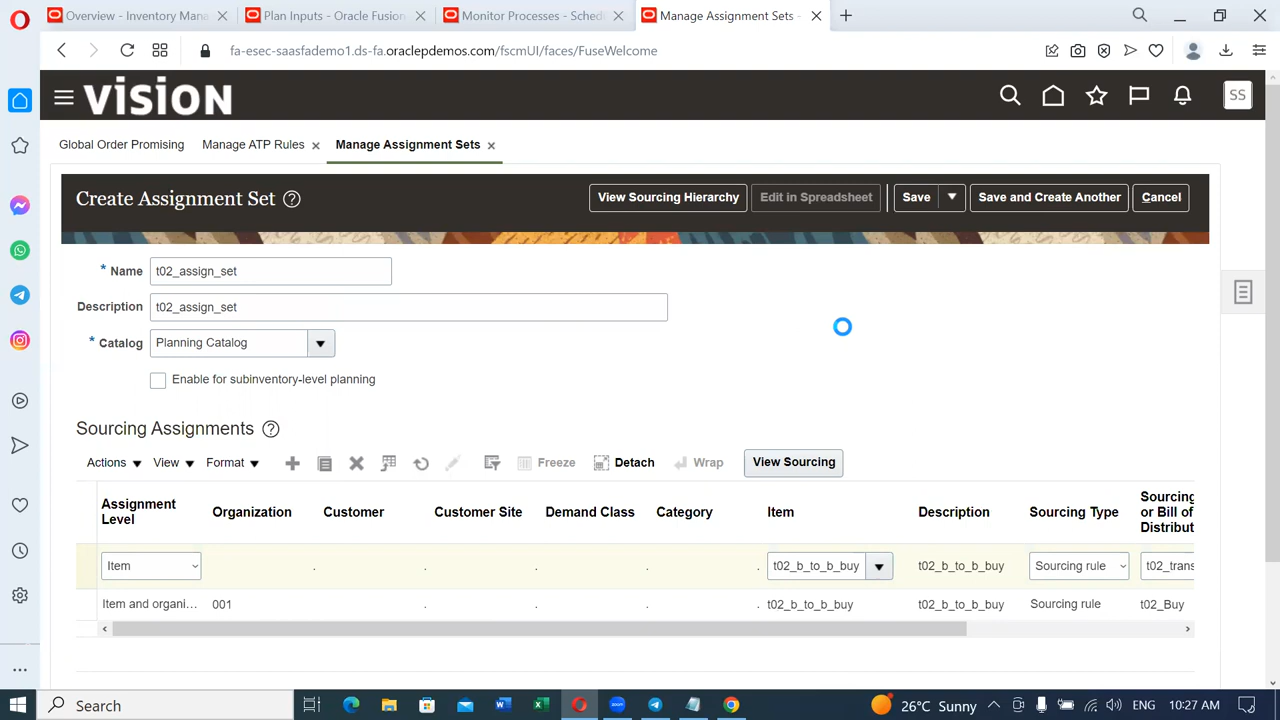 Overview - Inventory Mana
Plan Inputs - Oracle Fusion
Monitor Processes - Schedu
Manage Assignment Sets -
fa-esec-saasfademo1.ds-fa.oraclepdemos.com/fscmUI/faces/FuseWelcome
VISION
SS
Global Order Promising
Manage ATP Rules
Manage Assignment Sets
Create Assignment Set
View Sourcing Hierarchy
Edit in Spreadsheet
Save
Save and Create Another
Cancel
* Name t02_assign_set
Description t02_assign_set
* Catalog Planning Catalog
Enable for subinventory-level planning
Sourcing Assignments
Actions View Format Freeze Detach Wrap View Sourcing
Assignment Level Organization Customer Customer Site Demand Class Category Item Description Sourcing Type Sourcing or Bill of Distribut
Item . . . . . t02_b_to_b_buy t02_b_to_b_buy Sourcing rule t02_trans
Item and organi... 001 . . . . t02_b_to_b_buy t02_b_to_b_buy Sourcing rule t02_Buy
Search
26°C Sunny
ENG
10:27 AM